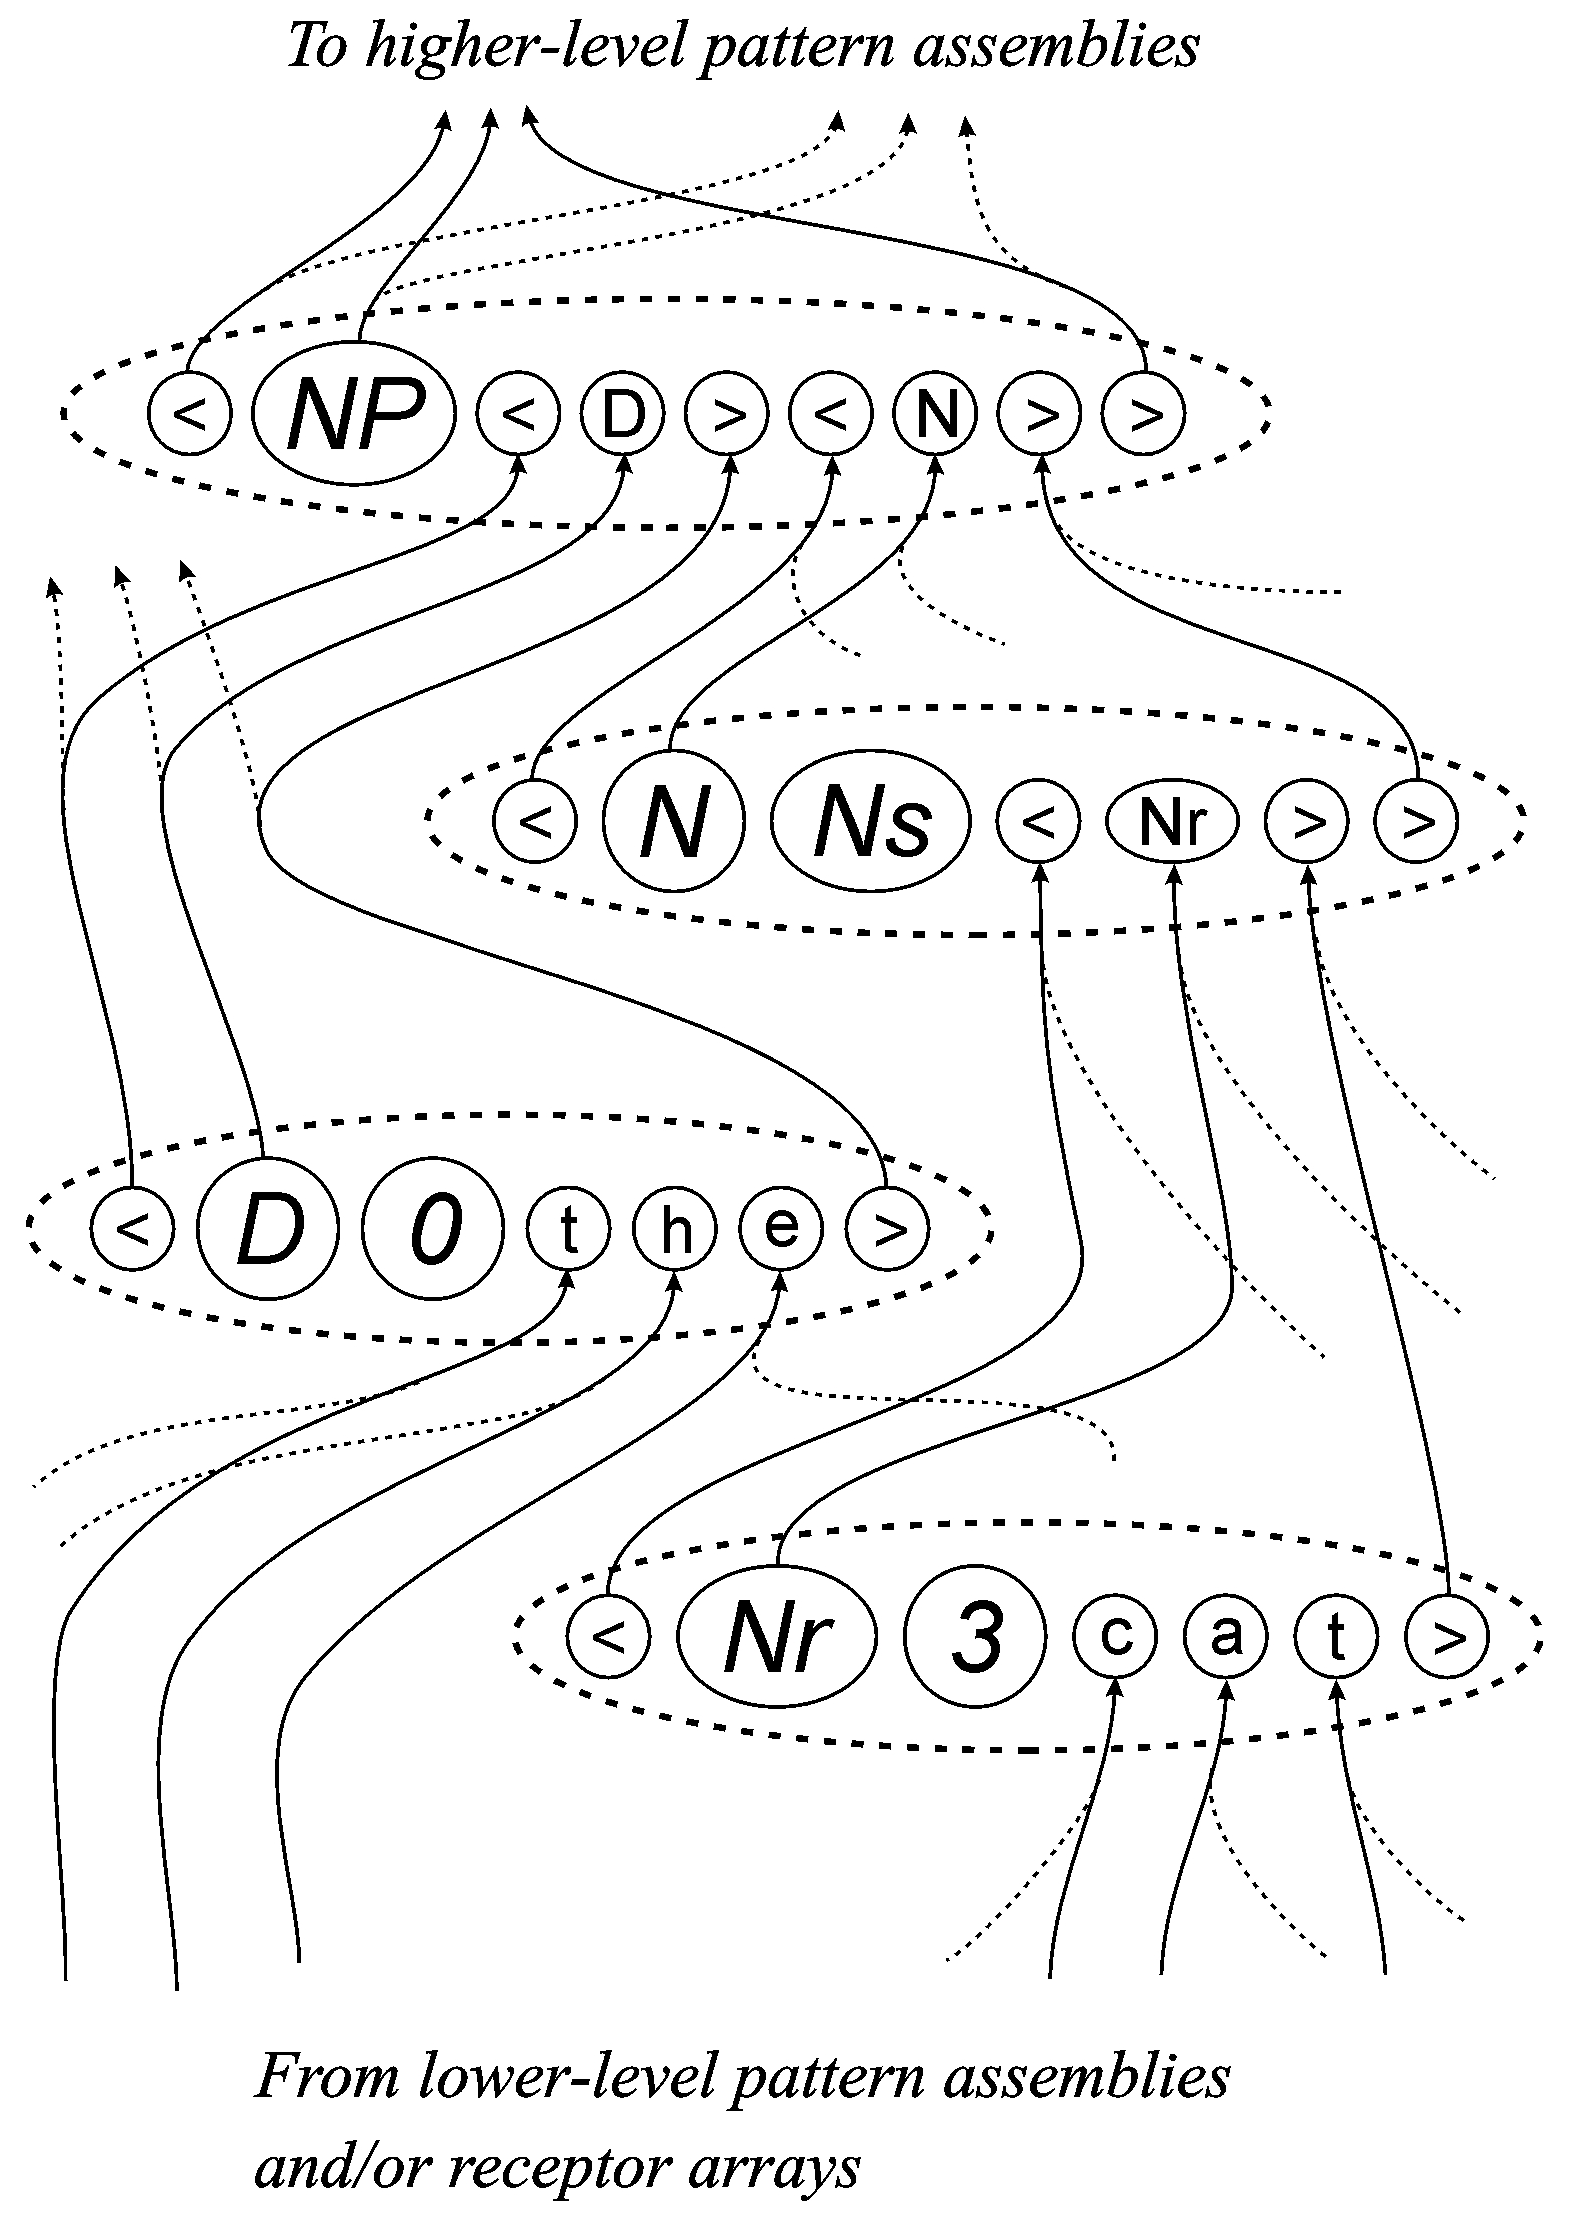 To higher-level pattern assemblies
< NP < D > < N > >
< N Ns < Nr > >
< D 0 t h e >
< Nr 3 c a t >
From lower-level pattern assemblies
and/or receptor arrays